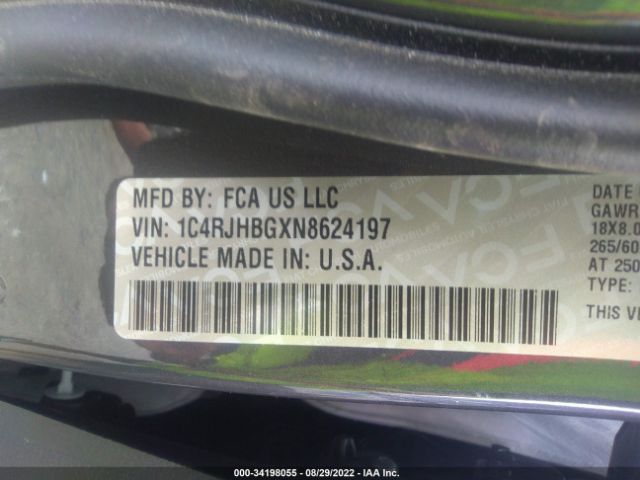 MFD BY: FCA US LLC
VIN: 1C4RJHBGXN8624197
VEHICLE MADE IN: U.S.A.
DATE
GAWR
18X8.0
265/60
AT 250
TYPE:
THIS VE
00-34198055 - 08/29/2022 - IAA Inc.